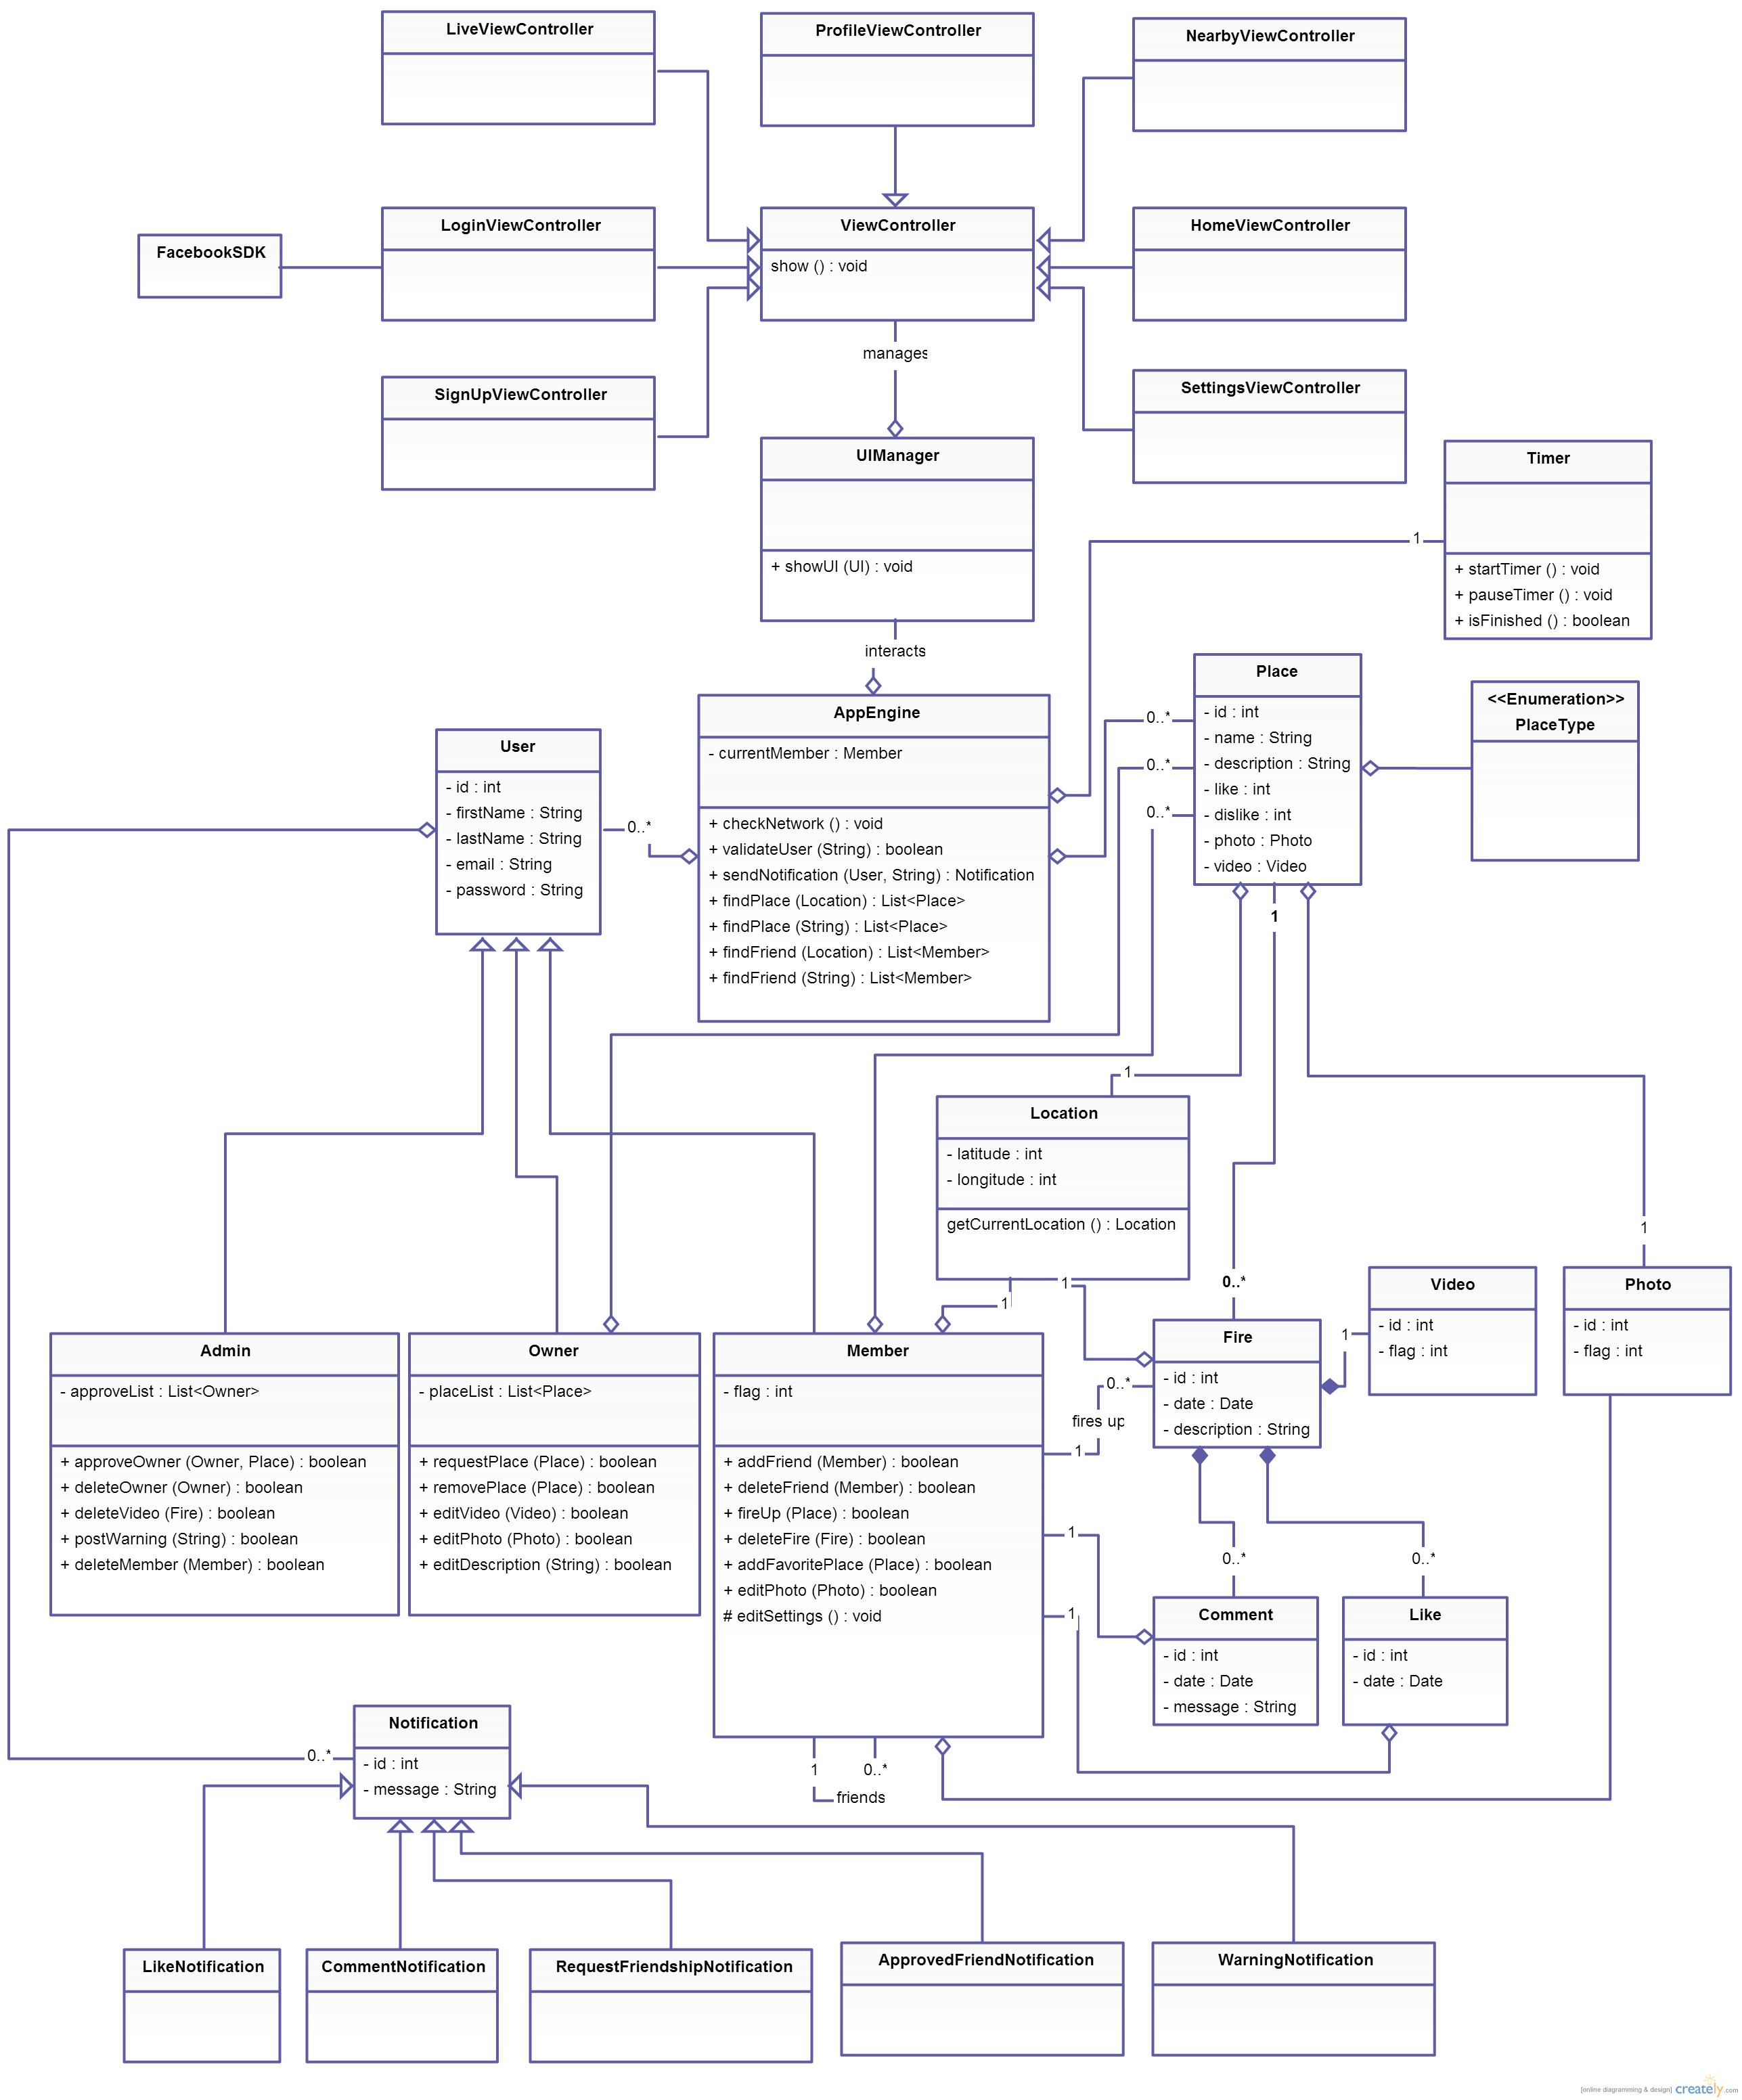 LiveViewController
ProfileViewController
NearbyViewController
FacebookSDK
LoginViewController
ViewController
show () : void
HomeViewController
manages
SignUpViewController
SettingsViewController
UIManager
+ showUI (UI) : void
Timer
+ startTimer () : void
+ pauseTimer () : void
+ isFinished () : boolean
1
interacts
User
- id : int
- firstName : String
- lastName : String
- email : String
- password : String
0..*
AppEngine
- currentMember : Member
+ checkNetwork () : void
+ validateUser (String) : boolean
+ sendNotification (User, String) : Notification
+ findPlace (Location) : List<Place>
+ findPlace (String) : List<Place>
+ findFriend (Location) : List<Member>
+ findFriend (String) : List<Member>
0..*
0..*
0..*
Place
- id : int
- name : String
- description : String
- like : int
- dislike : int
- photo : Photo
- video : Video
<<Enumeration>>
PlaceType
1
1
Location
- latitude : int
- longitude : int
getCurrentLocation () : Location
1
1
1
0..*
Admin
- approveList : List<Owner>
+ approveOwner (Owner, Place) : boolean
+ deleteOwner (Owner) : boolean
+ deleteVideo (Fire) : boolean
+ postWarning (String) : boolean
+ deleteMember (Member) : boolean
Owner
- placeList : List<Place>
+ requestPlace (Place) : boolean
+ removePlace (Place) : boolean
+ editVideo (Video) : boolean
+ editPhoto (Photo) : boolean
+ editDescription (String) : boolean
Member
- flag : int
+ addFriend (Member) : boolean
+ deleteFriend (Member) : boolean
+ fireUp (Place) : boolean
+ deleteFire (Fire) : boolean
+ addFavoritePlace (Place) : boolean
+ editPhoto (Photo) : boolean
# editSettings () : void
0..*
fires up
1
Fire
- id : int
- date : Date
- description : String
1
Video
- id : int
- flag : int
Photo
- id : int
- flag : int
1
1
0..*
0..*
Comment
- id : int
- date : Date
- message : String
Like
- id : int
- date : Date
Notification
- id : int
- message : String
0..*
1
0..*
friends
LikeNotification
CommentNotification
RequestFriendshipNotification
ApprovedFriendNotification
WarningNotification
[online diagramming & design] creately.com